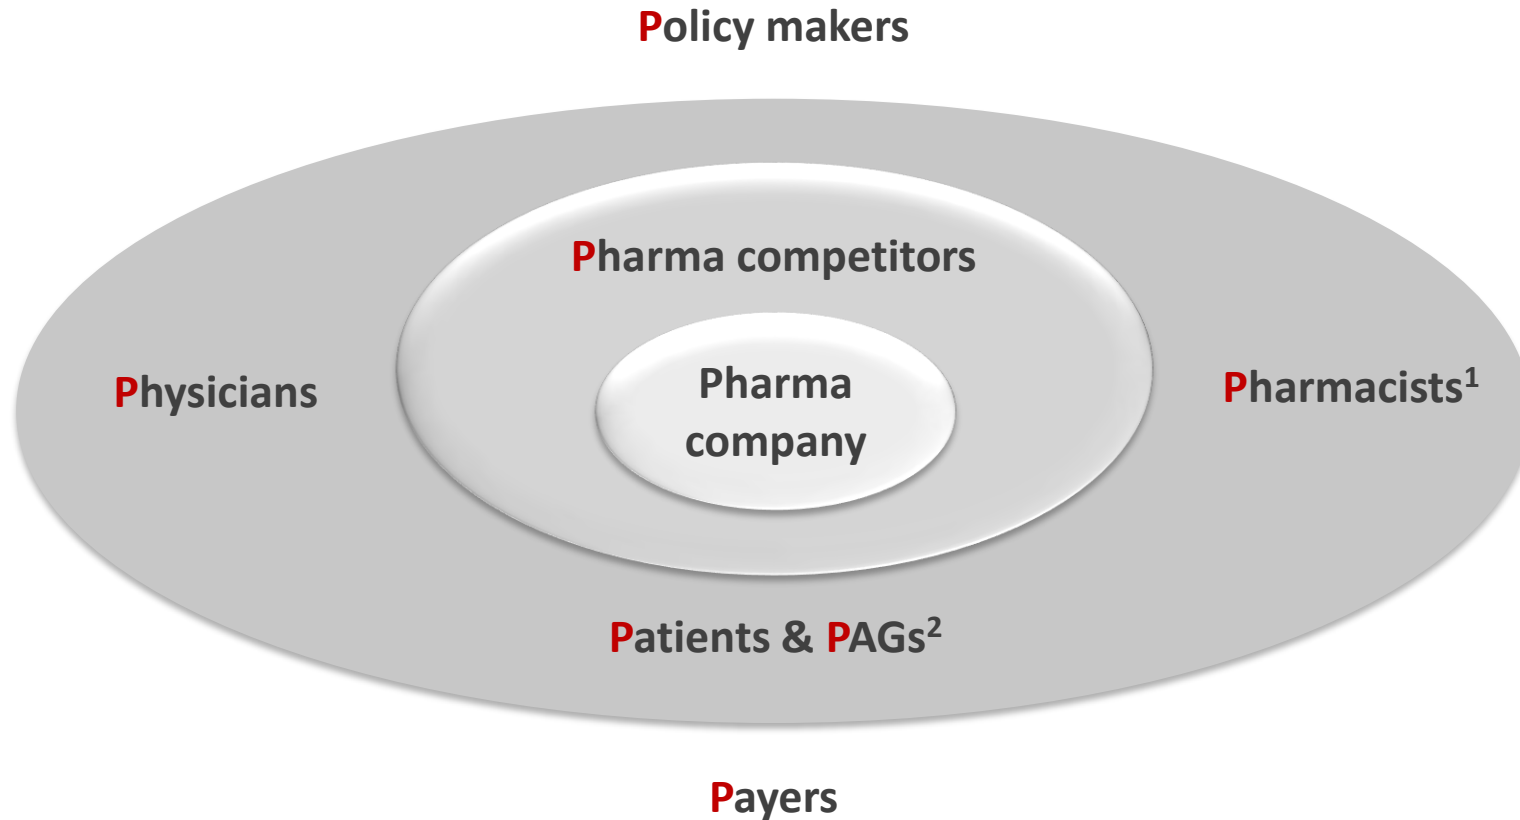 Policy makers
Pharma competitors
Pharma
company
Physicians
Pharmacists¹
Patients & PAGs²
Payers